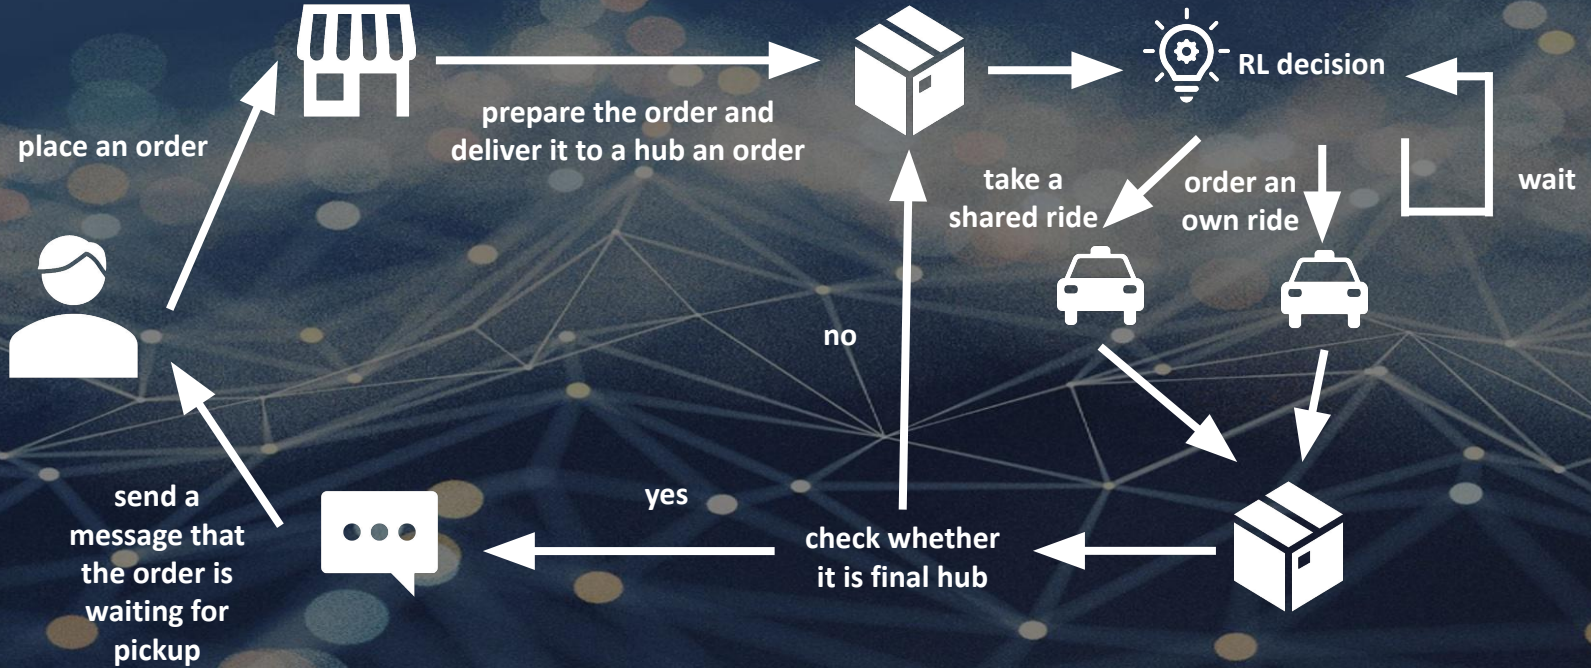 place an order
prepare the order and
deliver it to a hub an order
RL decision
take a
shared ride
order an
own ride
wait
no
yes
check whether
it is final hub
send a
message that
the order is
waiting for
pickup